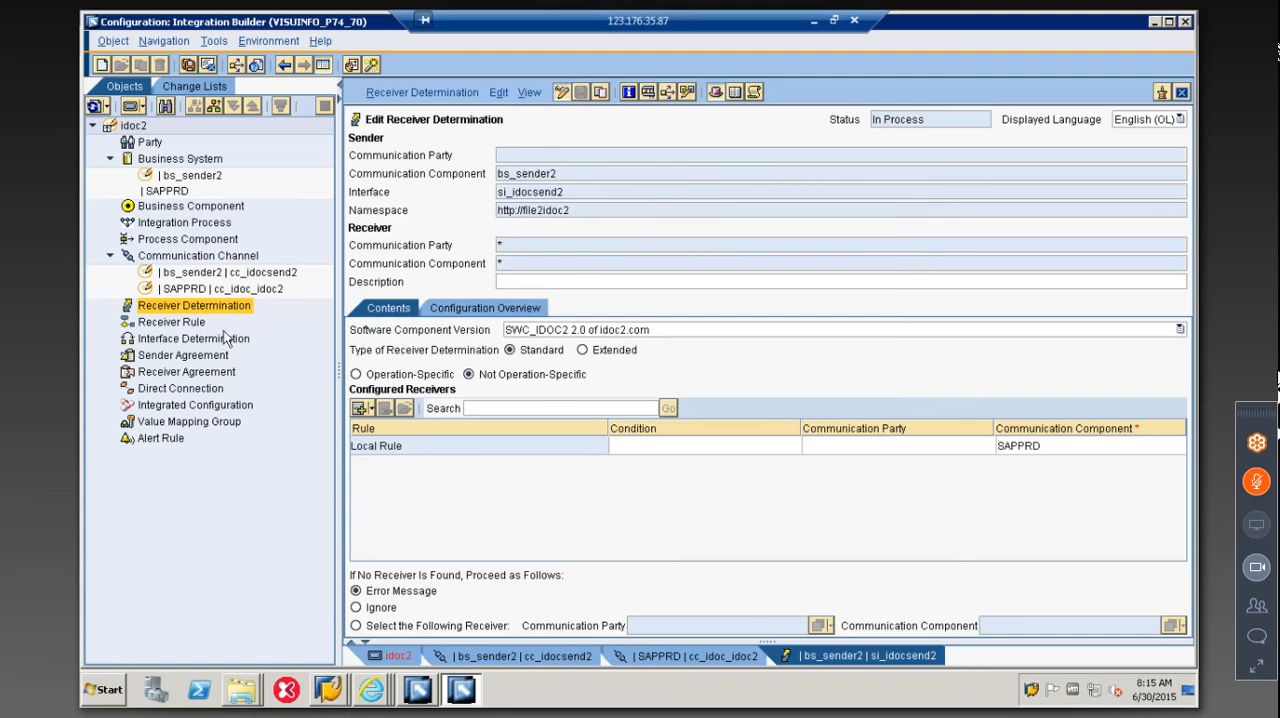 Configuration: Integration Builder (VISUINFO_P74_70)
123.176.35.87
Object Navigation Tools Environment Help
Objects Change Lists
idoc2
Party
Business System
| bs_sender2
| SAPPRD
Business Component
Integration Process
Process Component
Communication Channel
| bs_sender2 | cc_idocsend2
| SAPPRD | cc_idoc_idoc2
Receiver Determination
Receiver Rule
Interface Determination
Sender Agreement
Receiver Agreement
Direct Connection
Integrated Configuration
Value Mapping Group
Alert Rule
Receiver Determination Edit View
Edit Receiver Determination Status In Process Displayed Language English (OL)
Sender
Communication Party
Communication Component bs_sender2
Interface si_idocsend2
Namespace http://file2idoc2
Receiver
Communication Party *
Communication Component *
Description
Contents Configuration Overview
Software Component Version SWC_IDOC2 2.0 of idoc2.com
Type of Receiver Determination Standard Extended
Operation-Specific Not Operation-Specific
Configured Receivers
Search Go
Rule Condition Communication Party Communication Component *
Local Rule SAPPRD
If No Receiver Is Found, Proceed as Follows:
Error Message
Ignore
Select the Following Receiver: Communication Party Communication Component
idoc2 | bs_sender2 | cc_idocsend2 | SAPPRD | cc_idoc_idoc2 | bs_sender2 | si_idocsend2
Start
8:15 AM
6/30/2015